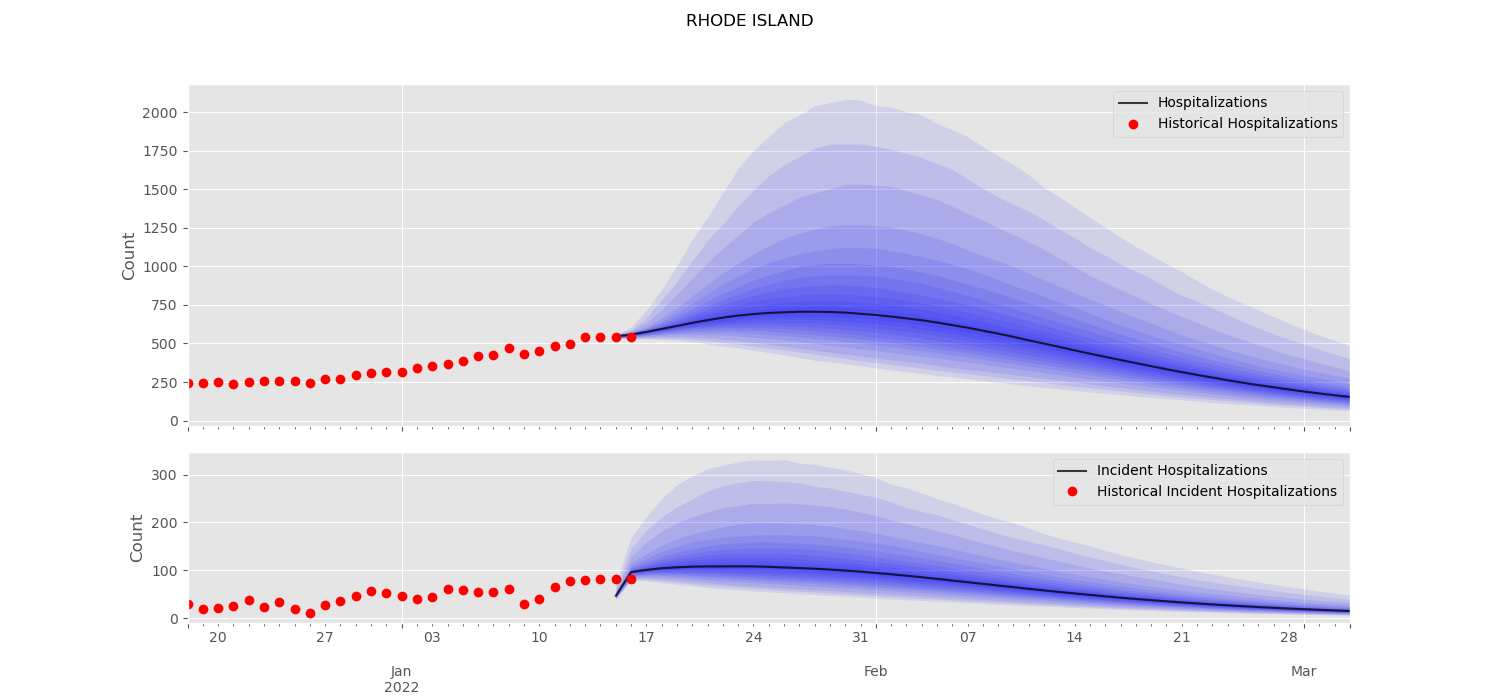 RHODE ISLAND
2000
1750
1500
1250
1000
750
500
250
0
Count
Hospitalizations
Historical Hospitalizations
300
200
100
0
Count
Incident Hospitalizations
Historical Incident Hospitalizations
20 27 03 10 17 24 31 07 14 21 28
Jan Feb Mar
2022